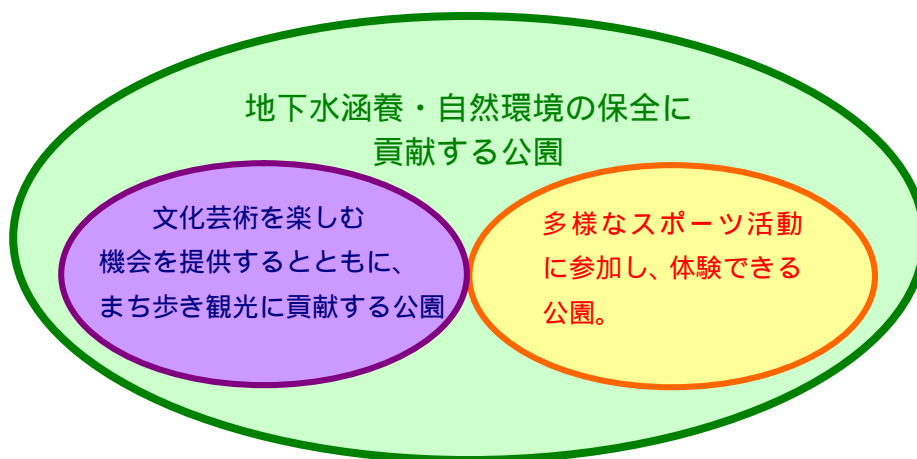 地下水涵養・自然環境の保全に
貢献する公園
文化芸術を楽しむ
機会を提供するとともに、
まち歩き観光に貢献する公園
多様なスポーツ活動
に参加し、体験できる
公園。